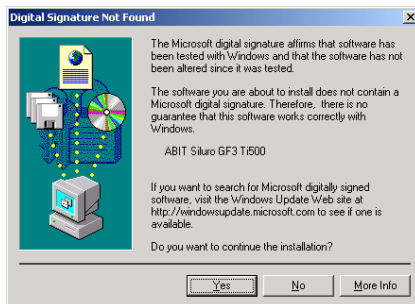 Digital Signature Not Found
The Microsoft digital signature affirms that software has
been tested with Windows and that the software has not
been altered since it was tested.
The software you are about to install does not contain a
Microsoft digital signature. Therefore, there is no
guarantee that this software works correctly with
Windows.
ABIT Siluro GF3 Ti500
If you want to search for Microsoft digitally signed
software, visit the Windows Update Web site at
http://windowsupdate.microsoft.com to see if one is
available.
Do you want to continue the installation?
Yes No More Info